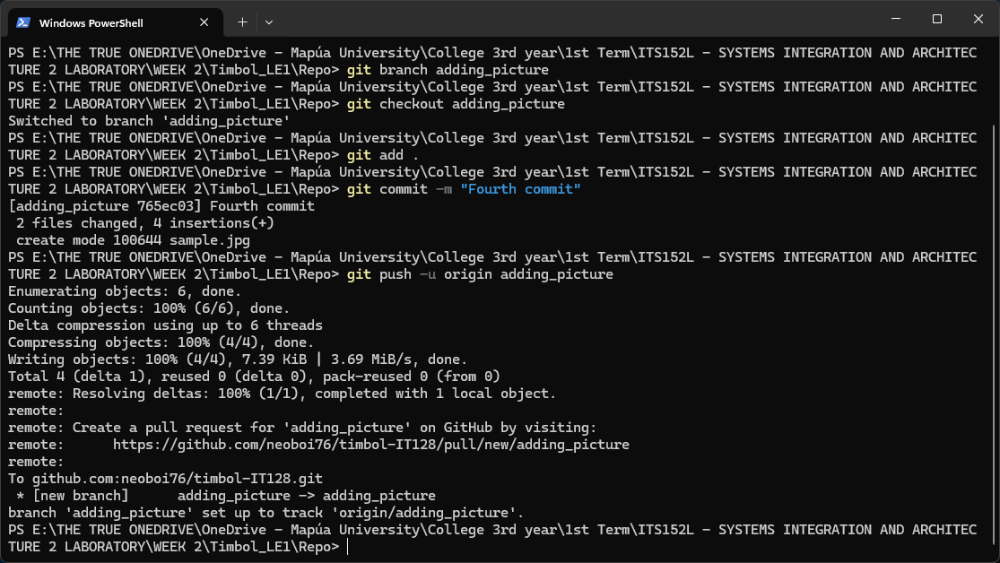 Windows PowerShell
PS E:\THE TRUE ONEDRIVE\OneDrive - Mapúa University\College 3rd year\1st Term\ITS152L - SYSTEMS INTEGRATION AND ARCHITEC
TURE 2 LABORATORY\WEEK 2\Timbol_LE1\Repo> git branch adding_picture
PS E:\THE TRUE ONEDRIVE\OneDrive - Mapúa University\College 3rd year\1st Term\ITS152L - SYSTEMS INTEGRATION AND ARCHITEC
TURE 2 LABORATORY\WEEK 2\Timbol_LE1\Repo> git checkout adding_picture
Switched to branch 'adding_picture'
PS E:\THE TRUE ONEDRIVE\OneDrive - Mapúa University\College 3rd year\1st Term\ITS152L - SYSTEMS INTEGRATION AND ARCHITEC
TURE 2 LABORATORY\WEEK 2\Timbol_LE1\Repo> git add .
PS E:\THE TRUE ONEDRIVE\OneDrive - Mapúa University\College 3rd year\1st Term\ITS152L - SYSTEMS INTEGRATION AND ARCHITEC
TURE 2 LABORATORY\WEEK 2\Timbol_LE1\Repo> git commit -m "Fourth commit"
[adding_picture 765ec03] Fourth commit
 2 files changed, 4 insertions(+)
 create mode 100644 sample.jpg
PS E:\THE TRUE ONEDRIVE\OneDrive - Mapúa University\College 3rd year\1st Term\ITS152L - SYSTEMS INTEGRATION AND ARCHITEC
TURE 2 LABORATORY\WEEK 2\Timbol_LE1\Repo> git push -u origin adding_picture
Enumerating objects: 6, done.
Counting objects: 100% (6/6), done.
Delta compression using up to 6 threads
Compressing objects: 100% (4/4), done.
Writing objects: 100% (4/4), 7.39 KiB | 3.69 MiB/s, done.
Total 4 (delta 1), reused 0 (delta 0), pack-reused 0 (from 0)
remote: Resolving deltas: 100% (1/1), completed with 1 local object.
remote:
remote: Create a pull request for 'adding_picture' on GitHub by visiting:
remote:      https://github.com/neoboi76/timbol-IT128/pull/new/adding_picture
remote:
To github.com:neoboi76/timbol-IT128.git
 * [new branch]      adding_picture -> adding_picture
branch 'adding_picture' set up to track 'origin/adding_picture'.
PS E:\THE TRUE ONEDRIVE\OneDrive - Mapúa University\College 3rd year\1st Term\ITS152L - SYSTEMS INTEGRATION AND ARCHITEC
TURE 2 LABORATORY\WEEK 2\Timbol_LE1\Repo>